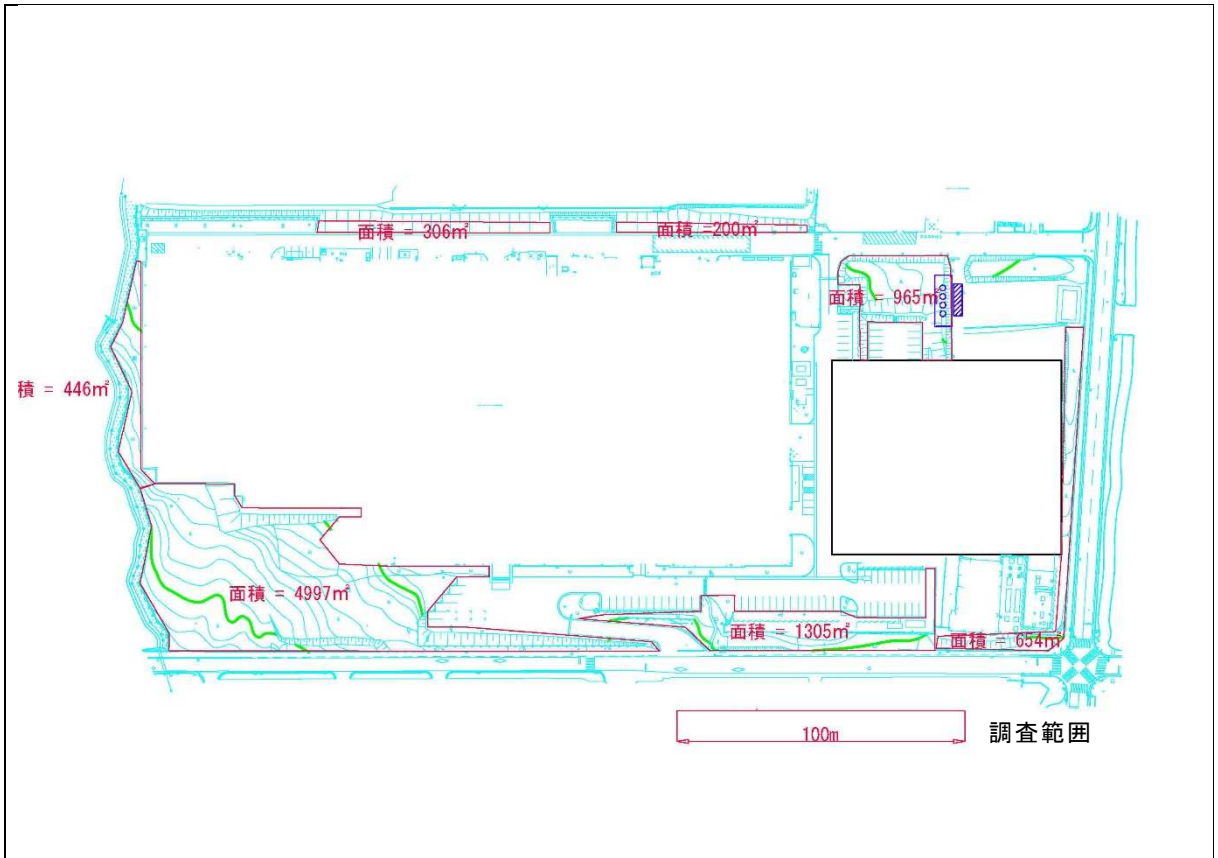 面積 = 306㎡
面積 =200㎡
面積 = 965㎡
積 = 446㎡
面積 = 4997㎡
面積 = 1305㎡
面積 = 654㎡
100m
調査範囲